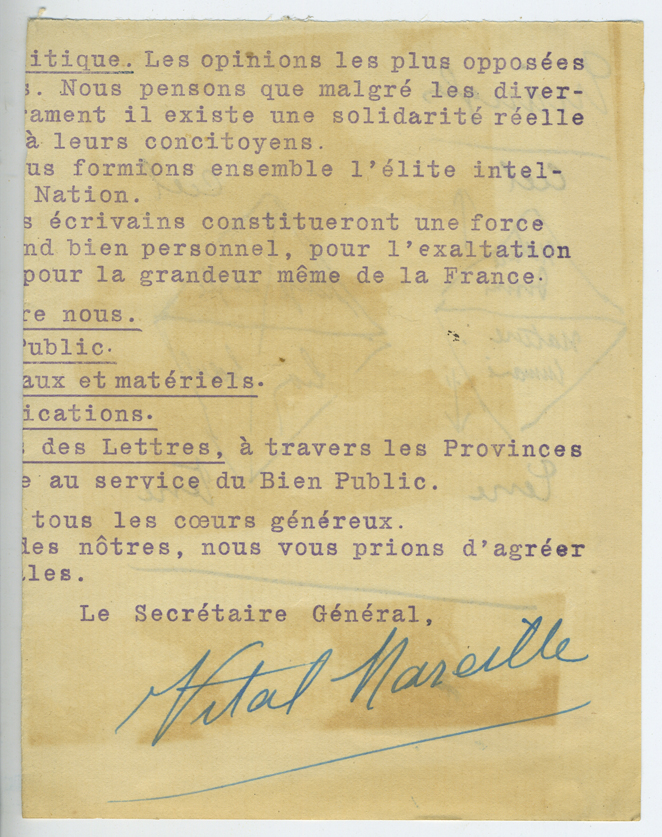 itique. Les opinions les plus opposées
s. Nous pensons que malgré les diver-
rament il existe une solidarité réelle
à leurs concitoyens.
us formions ensemble l'élite intel-
Nation.
s écrivains constitueront une force
nd bien personnel, pour l'exaltation
pour la grandeur même de la France.
re nous.
Public.
aux et matériels.
ications.
s des Lettres, à travers les Provinces
e au service du Bien Public.
tous les cœurs généreux.
des nôtres, nous vous prions d'agréer
les.
Le Secrétaire Général,
Vital Mareille